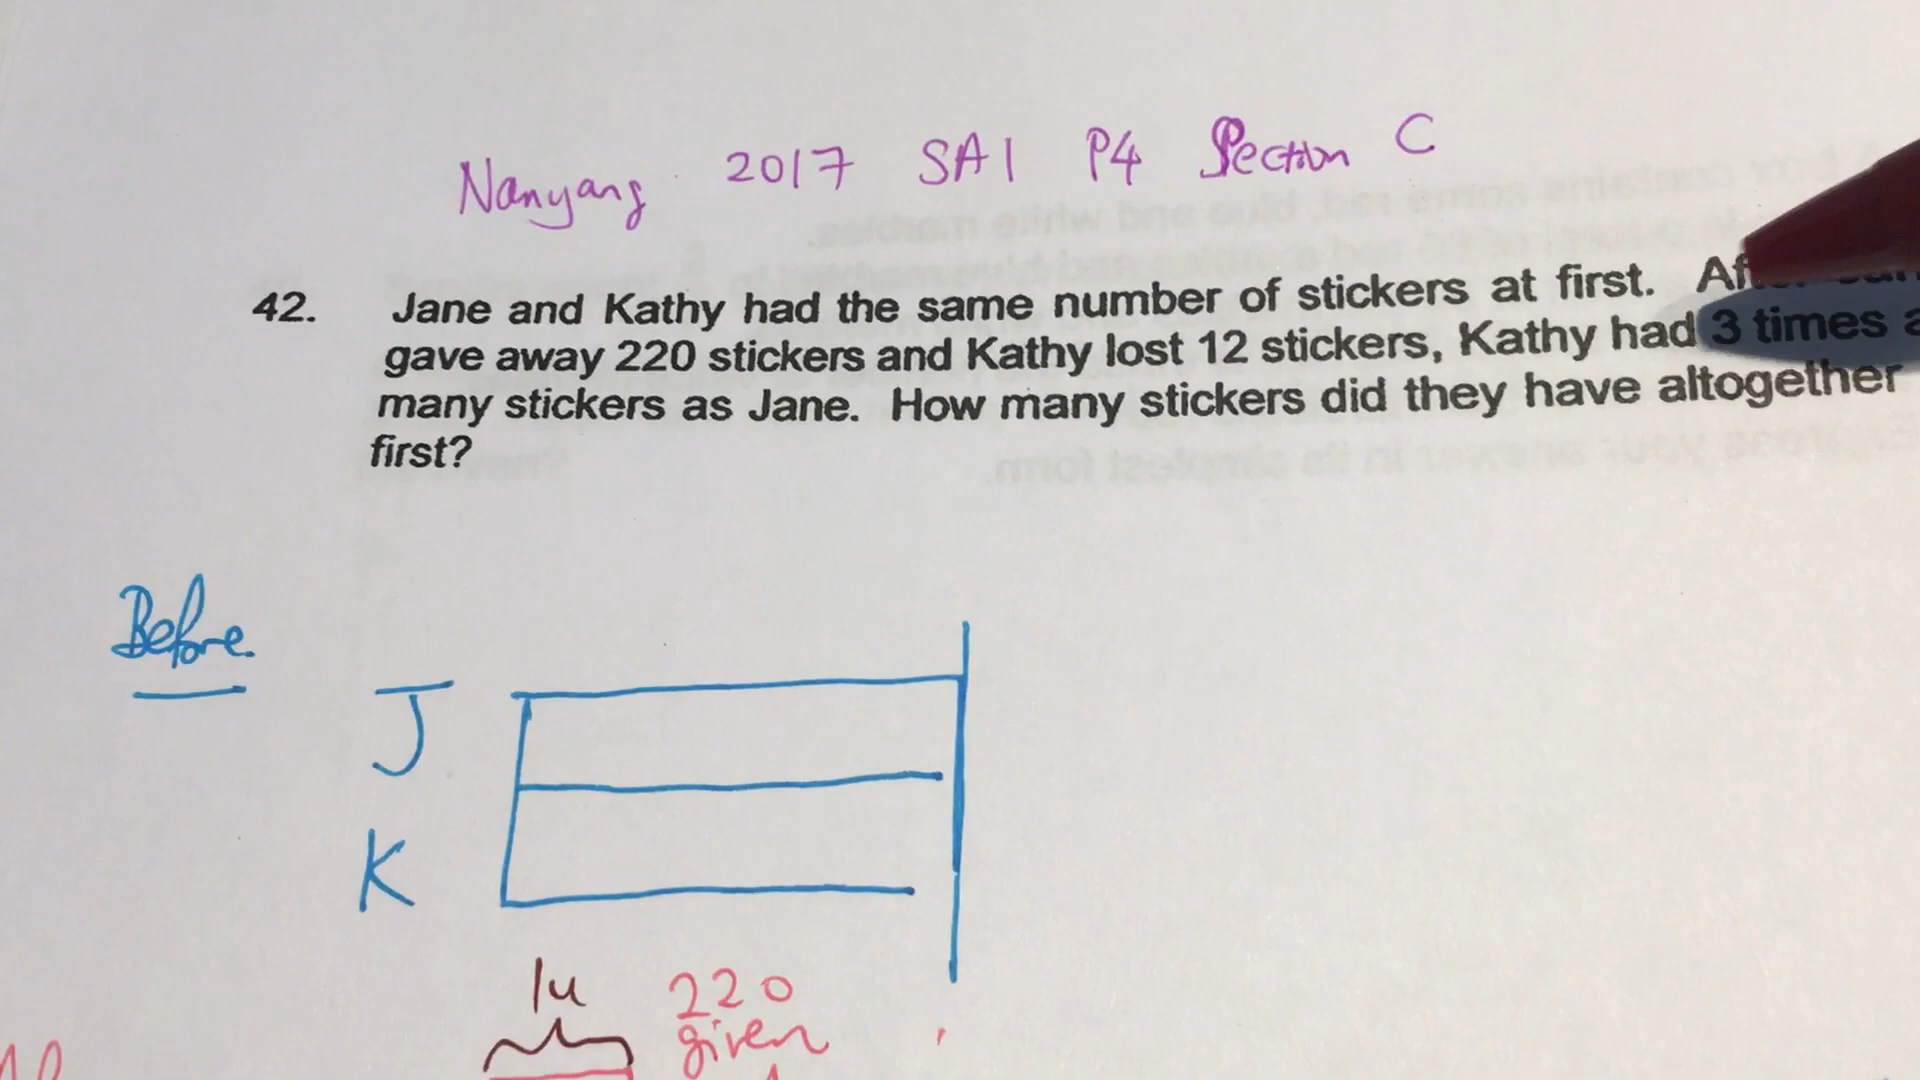 Nanyang 2017 SA1 P4 Section C
42. Jane and Kathy had the same number of stickers at first.
gave away 220 stickers and Kathy lost 12 stickers, Kathy had 3 times a
many stickers as Jane. How many stickers did they have altogether
first?
Before.
J
K
1u 220
given